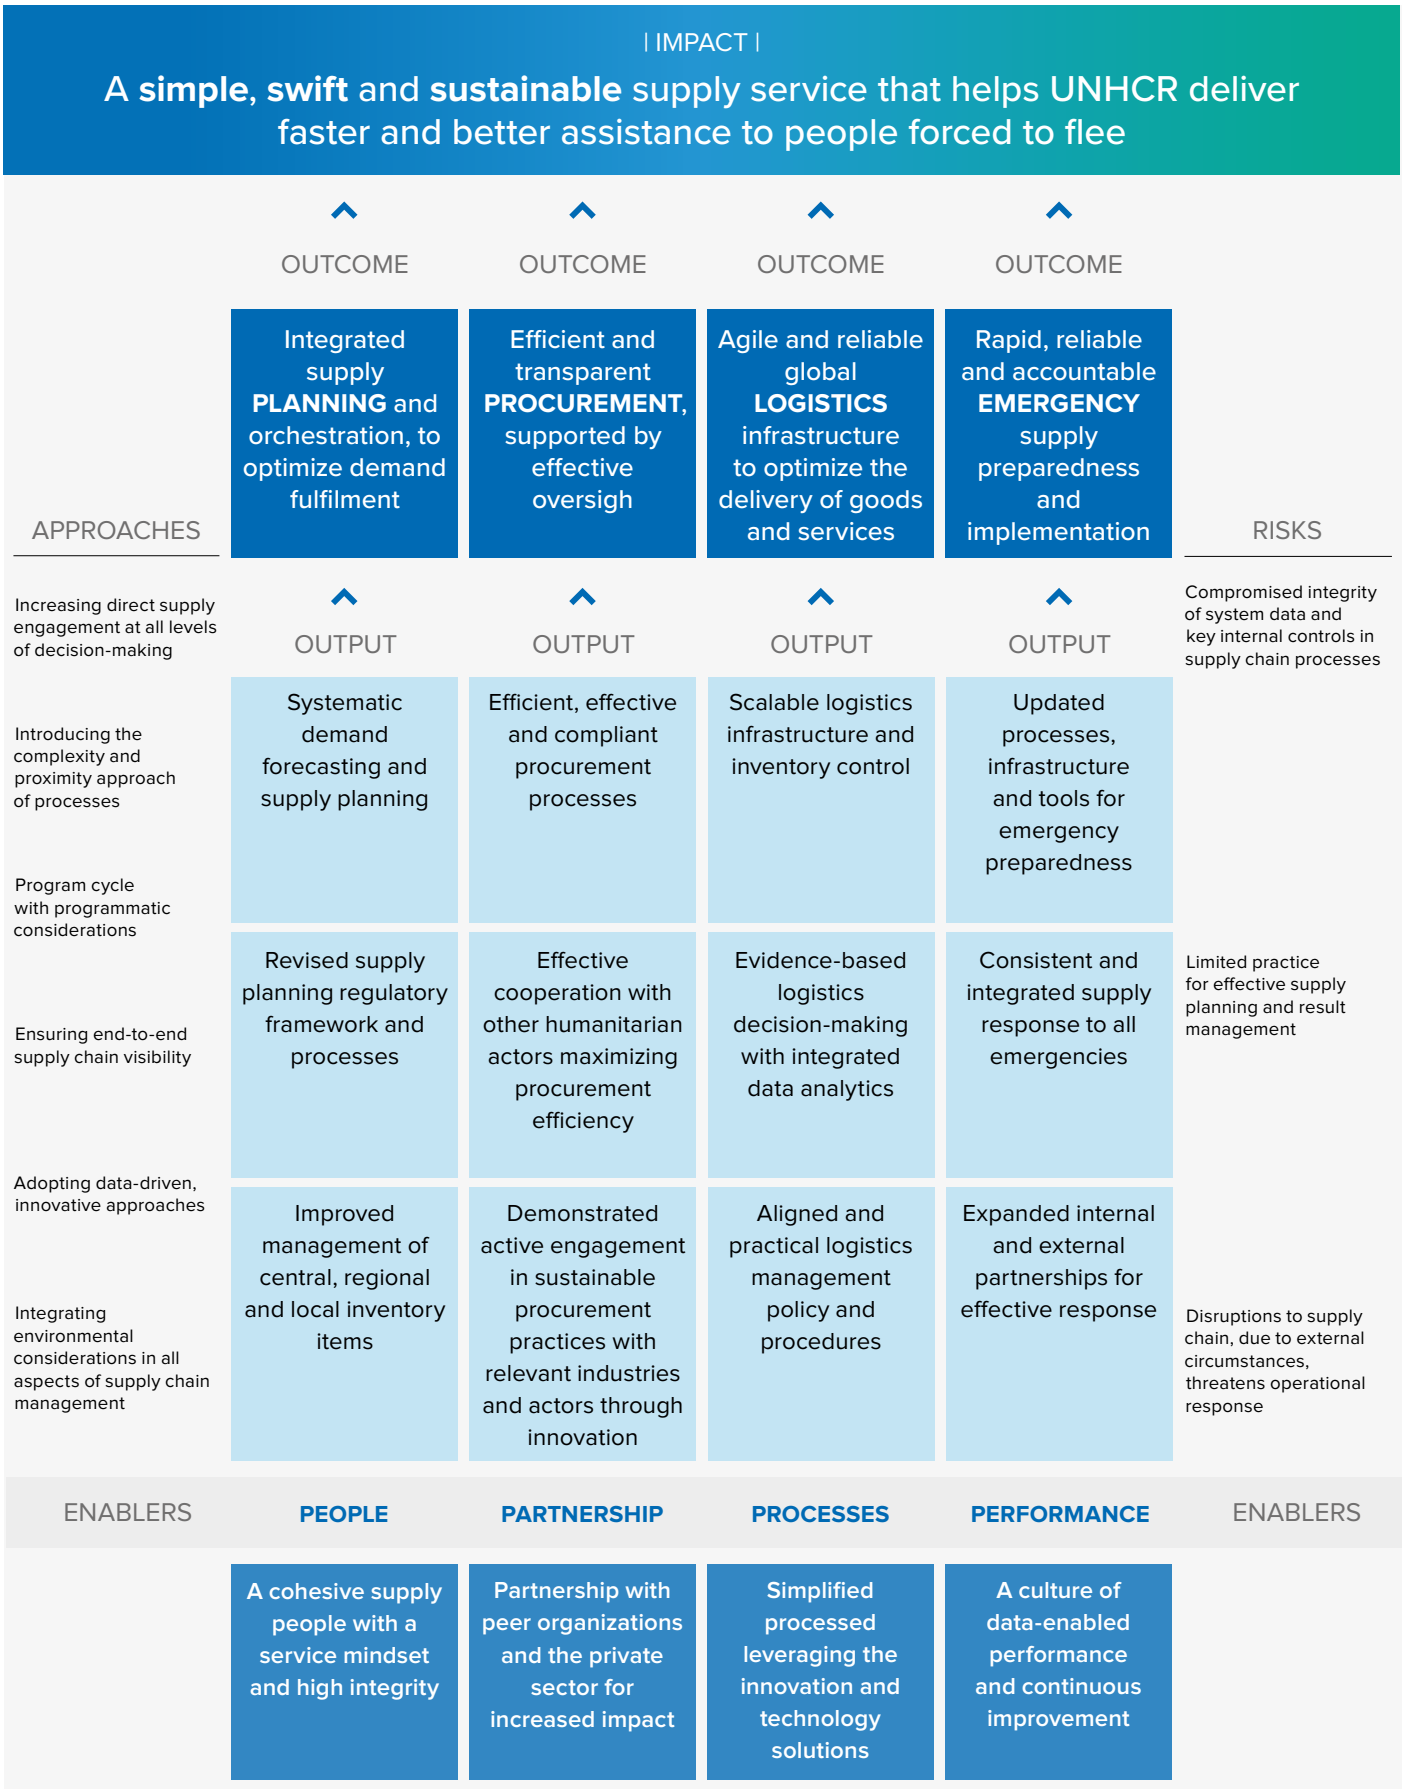 | IMPACT |
A simple, swift and sustainable supply service that helps UNHCR deliver
faster and better assistance to people forced to flee
OUTCOME
OUTCOME
OUTCOME
OUTCOME
Integrated
supply
PLANNING and
orchestration, to
optimize demand
fulfilment
Efficient and
transparent
PROCUREMENT,
supported by
effective
oversigh
Agile and reliable
global
LOGISTICS
infrastructure
to optimize the
delivery of goods
and services
Rapid, reliable
and accountable
EMERGENCY
supply
preparedness
and
implementation
APPROACHES
Increasing direct supply
engagement at all levels
of decision-making
Introducing the
complexity and
proximity approach
of processes
Program cycle
with programmatic
considerations
Ensuring end-to-end
supply chain visibility
Adopting data-driven,
innovative approaches
Integrating
environmental
considerations in all
aspects of supply chain
management
OUTPUT
OUTPUT
OUTPUT
OUTPUT
Systematic
demand
forecasting and
supply planning
Efficient, effective
and compliant
procurement
processes
Scalable logistics
infrastructure and
inventory control
Updated
processes,
infrastructure
and tools for
emergency
preparedness
Revised supply
planning regulatory
framework and
processes
Effective
cooperation with
other humanitarian
actors maximizing
procurement
efficiency
Evidence-based
logistics
decision-making
with integrated
data analytics
Consistent and
integrated supply
response to all
emergencies
Improved
management of
central, regional
and local inventory
items
Demonstrated
active engagement
in sustainable
procurement
practices with
relevant industries
and actors through
innovation
Aligned and
practical logistics
management
policy and
procedures
Expanded internal
and external
partnerships for
effective response
RISKS
Compromised integrity
of system data and
key internal controls in
supply chain processes
Limited practice
for effective supply
planning and result
management
Disruptions to supply
chain, due to external
circumstances,
threatens operational
response
ENABLERS
PEOPLE
PARTNERSHIP
PROCESSES
PERFORMANCE
ENABLERS
A cohesive supply
people with a
service mindset
and high integrity
Partnership with
peer organizations
and the private
sector for
increased impact
Simplified
processed
leveraging the
innovation and
technology
solutions
A culture of
data-enabled
performance
and continuous
improvement